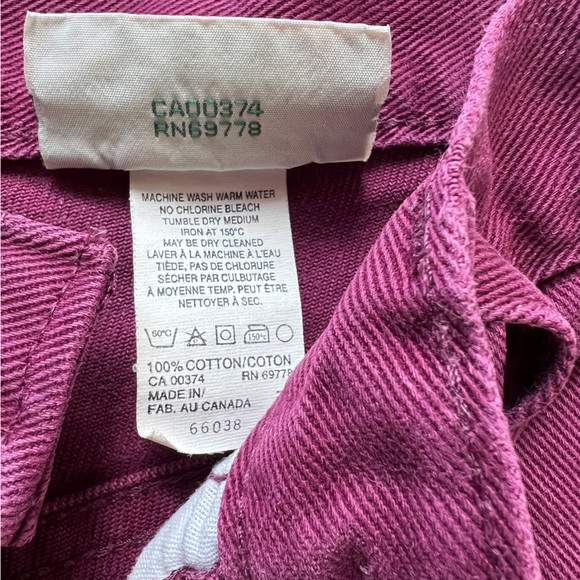 CA00374
RN69778
MACHINE WASH WARM WATER
NO CHLORINE BLEACH
TUMBLE DRY MEDIUM
IRON AT 150°C
MAY BE DRY CLEANED
LAVER À LA MACHINE À L'EAU
TIÈDE, PAS DE CHLORURE
SÉCHER PAR CULBUTAGE
À MOYENNE TEMP. PEUT ÊTRE
NETTOYER À SEC.
50°C 150°C
100% COTTON/COTON
CA 00374 RN 69778
MADE IN/
FAB. AU CANADA
66038